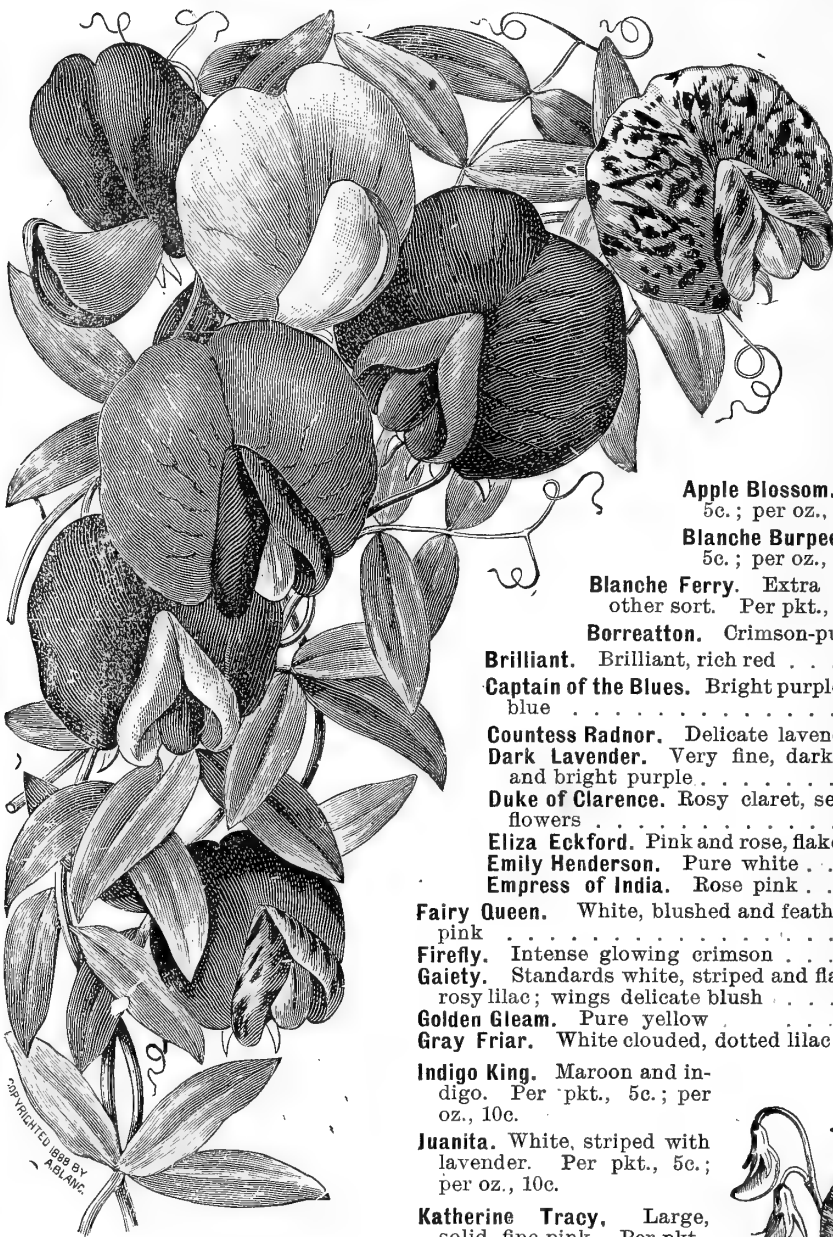 Apple Blossom.
5c. ; per oz.,
Blanche Burpee
5c. ; per oz.,
Blanche Ferry. Extra
other sort. Per pkt.,
Borreatton. Crimson-pu
Brilliant. Brilliant, rich red . . .
Captain of the Blues. Bright purple
blue . . . . . . . . . . . .
Countess Radnor. Delicate laven
Dark Lavender. Very fine, dark
and bright purple . . . . . . .
Duke of Clarence. Rosy claret, se
flowers . . . . . . . . . . .
Eliza Eckford. Pink and rose, flake
Emily Henderson. Pure white . . .
Empress of India. Rose pink . . .
Fairy Queen. White, blushed and feath
pink . . . . . . . . . . . . . .
Firefly. Intense glowing crimson . . .
Gaiety. Standards white, striped and fla
rosy lilac ; wings delicate blush . . . .
Golden Gleam. Pure yellow . . . . .
Gray Friar. White clouded, dotted lilac
Indigo King. Maroon and in-
digo. Per pkt., 5c. ; per
oz., 10c.
Juanita. White, striped with
lavender. Per pkt., 5c. ;
per oz., 10c.
Katherine Tracy. Large,
solid, fine pink. Per pkt.
COPYRIGHTED 1888 BY
A.BLANC.